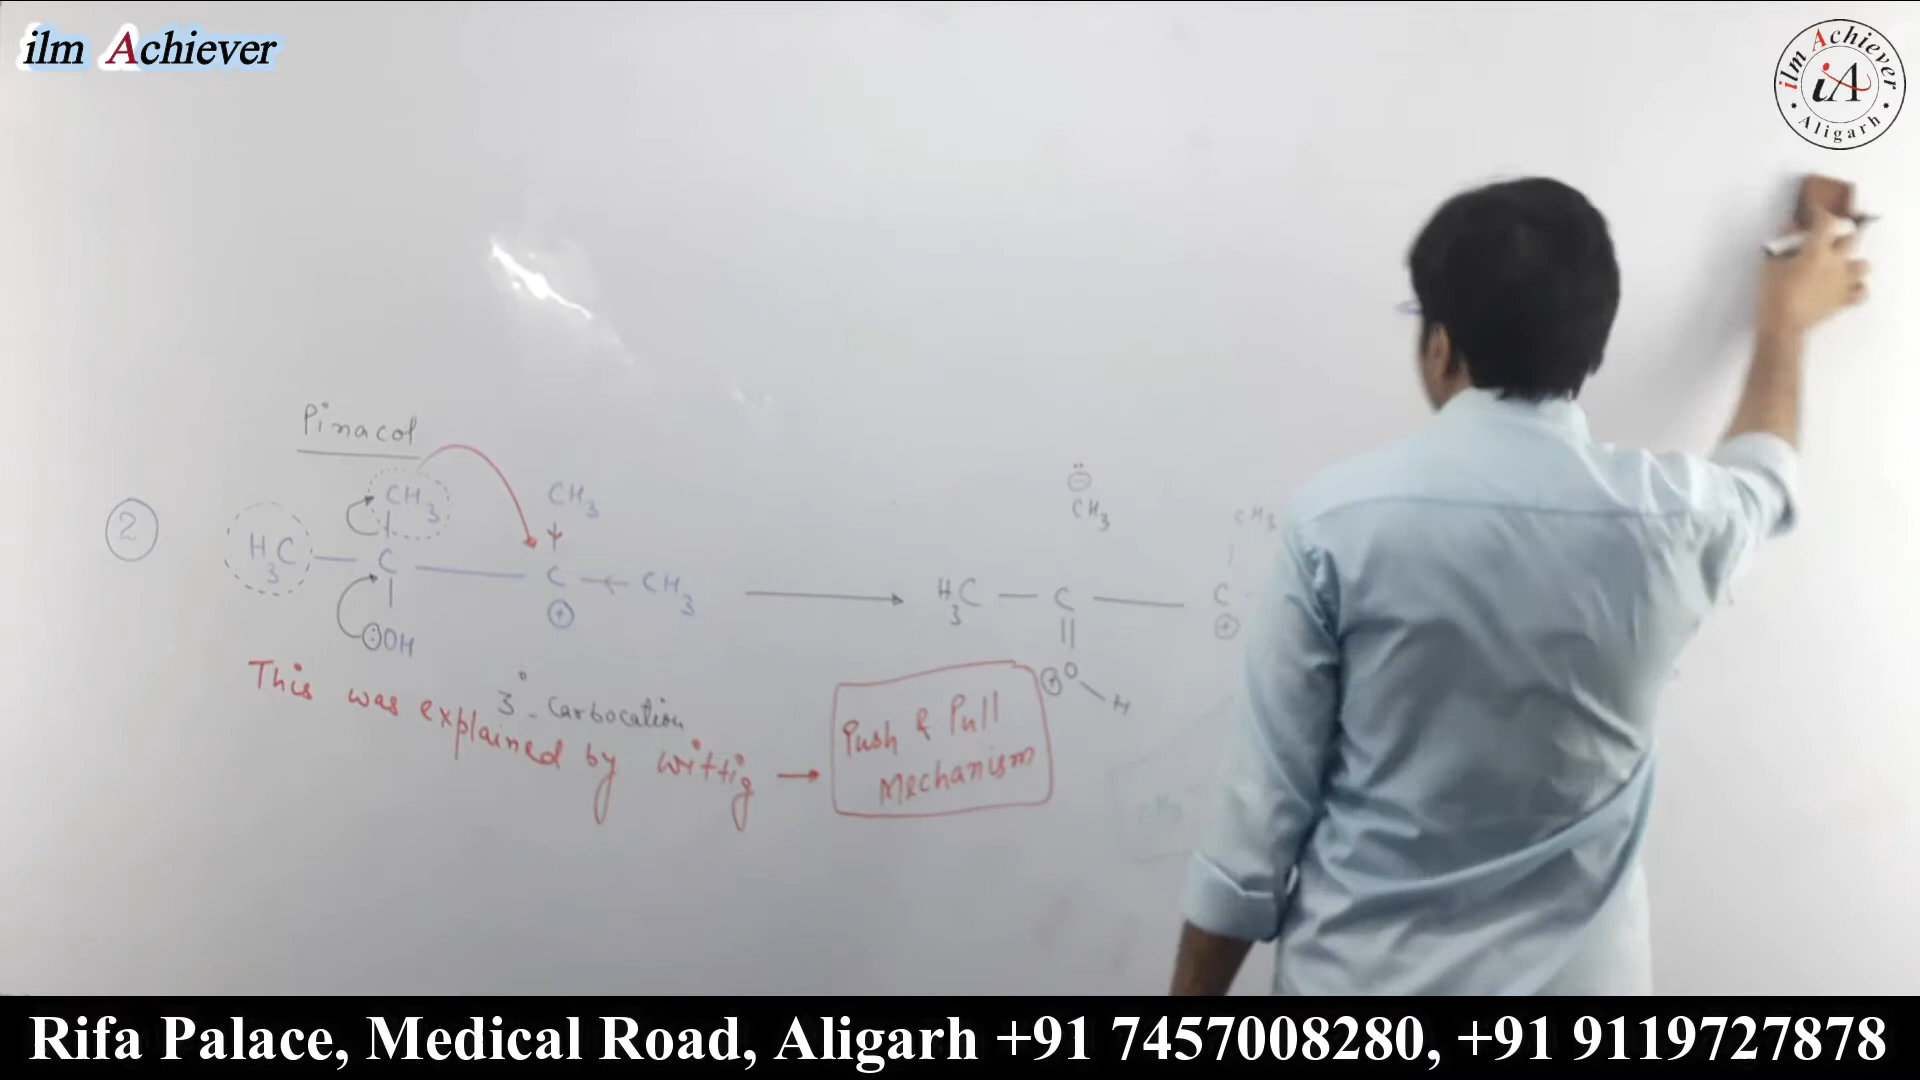 ilm Achiever
ilm Achiever
iA
Aligarh
Pinacol
CH3 CH3
2
H3C — C — C ← CH3
⊕
OH
3° - Carbocation
This was explained by wittig →
Push & Pull
Mechanism
⊖
CH3 CH3
H3C — C — C
⊕ O H ⊕
Rifa Palace, Medical Road, Aligarh +91 7457008280, +91 9119727878